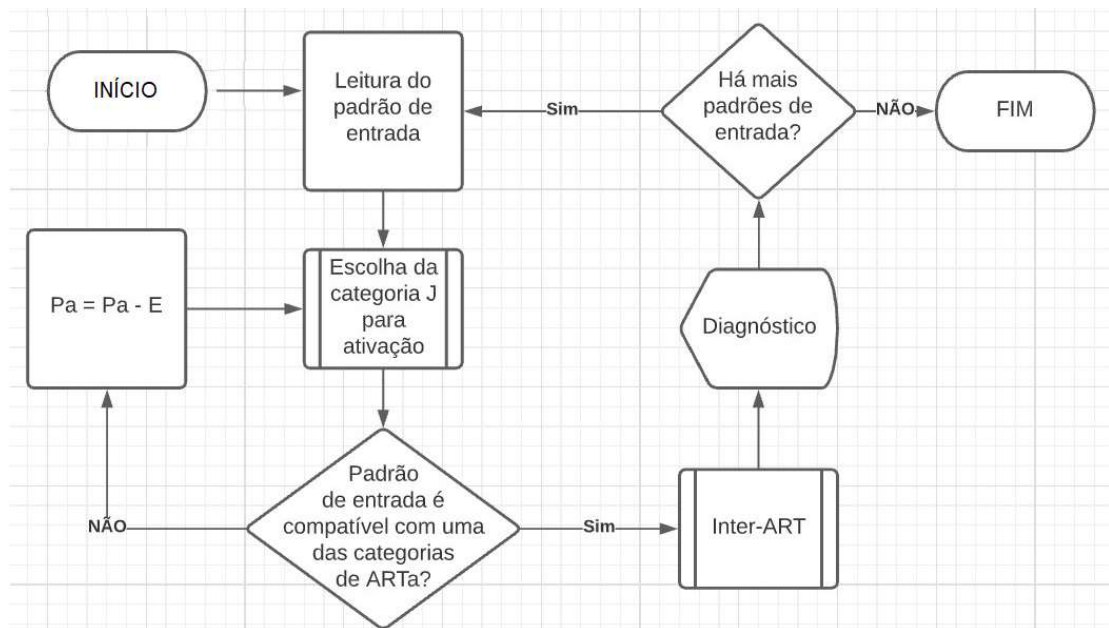 INÍCIO
Leitura do
padrão de
entrada
Sim
Há mais
padrões de
entrada?
NÃO
FIM
Pa = Pa - E
Escolha da
categoria J
para
ativação
Diagnóstico
NÃO
Padrão
de entrada é
compatível com uma
das categorias
de ARTa?
Sim
Inter-ART